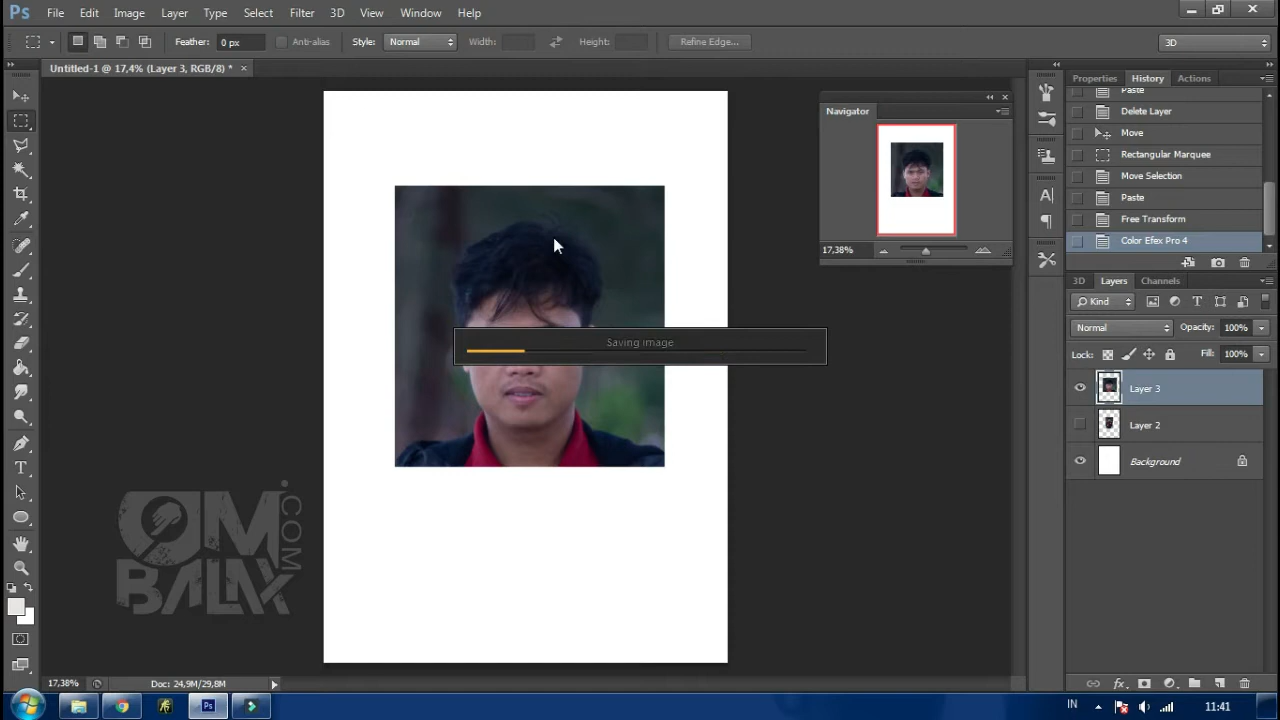 Ps File Edit Image Layer Type Select Filter 3D View Window Help
Feather: 0 px Anti-alias Style: Normal Width: Height: Refine Edge... 3D
Untitled-1 @ 17,4% (Layer 3, RGB/8) * ×
Properties History Actions
Paste
Delete Layer
Move
Rectangular Marquee
Move Selection
Paste
Free Transform
Color Efex Pro 4
Navigator
17,38%
3D Layers Channels
Kind
Normal Opacity: 100%
Lock: Fill: 100%
Layer 3
Layer 2
Background
Saving image
OM
BALAX
.COM
17,38% Doc: 24,9M/29,8M
Ps IN 11:41